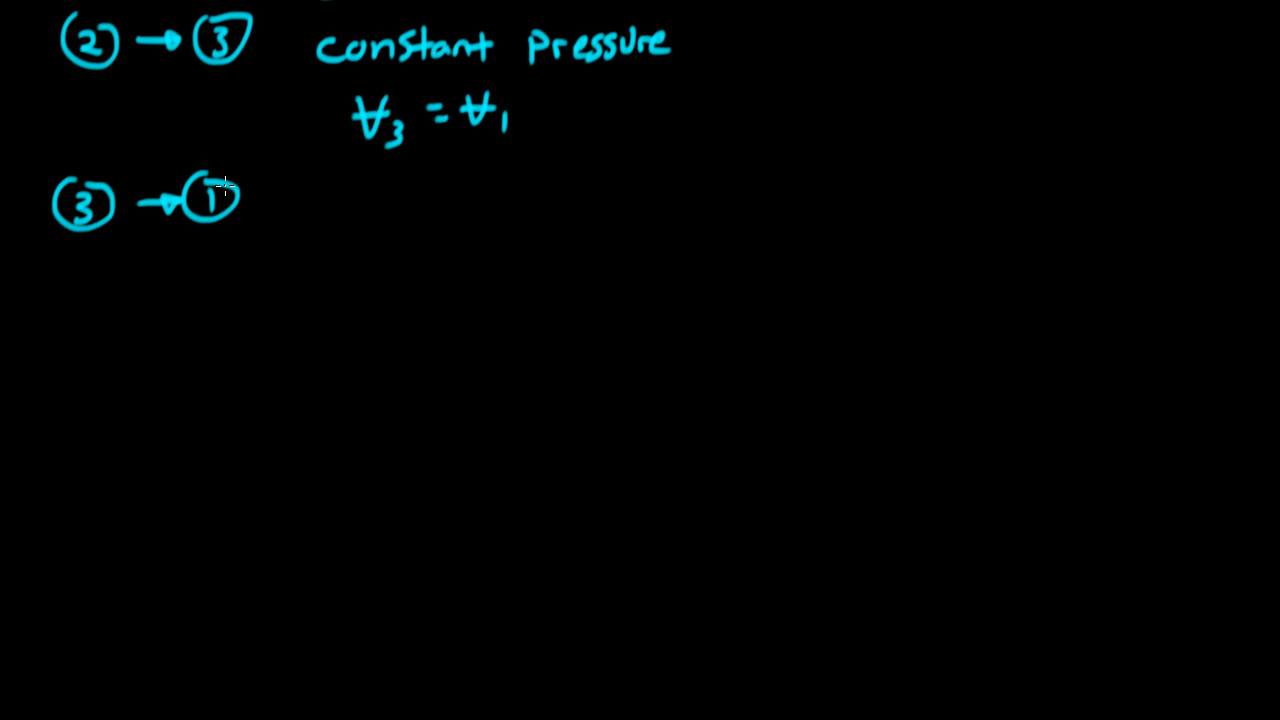 ② → ③ constant pressure
V̶₃ = V̶₁
③ → ①